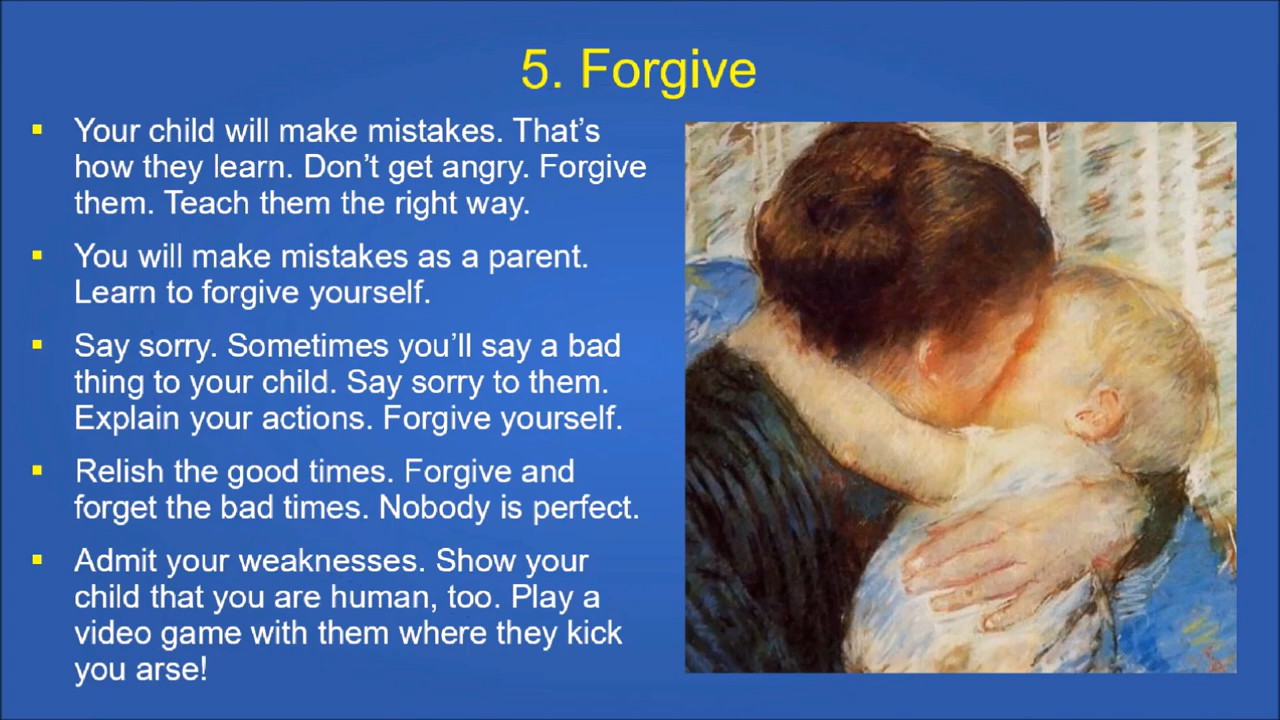 5. Forgive
Your child will make mistakes. That’s
how they learn. Don’t get angry. Forgive
them. Teach them the right way.
You will make mistakes as a parent.
Learn to forgive yourself.
Say sorry. Sometimes you’ll say a bad
thing to your child. Say sorry to them.
Explain your actions. Forgive yourself.
Relish the good times. Forgive and
forget the bad times. Nobody is perfect.
Admit your weaknesses. Show your
child that you are human, too. Play a
video game with them where they kick
you arse!